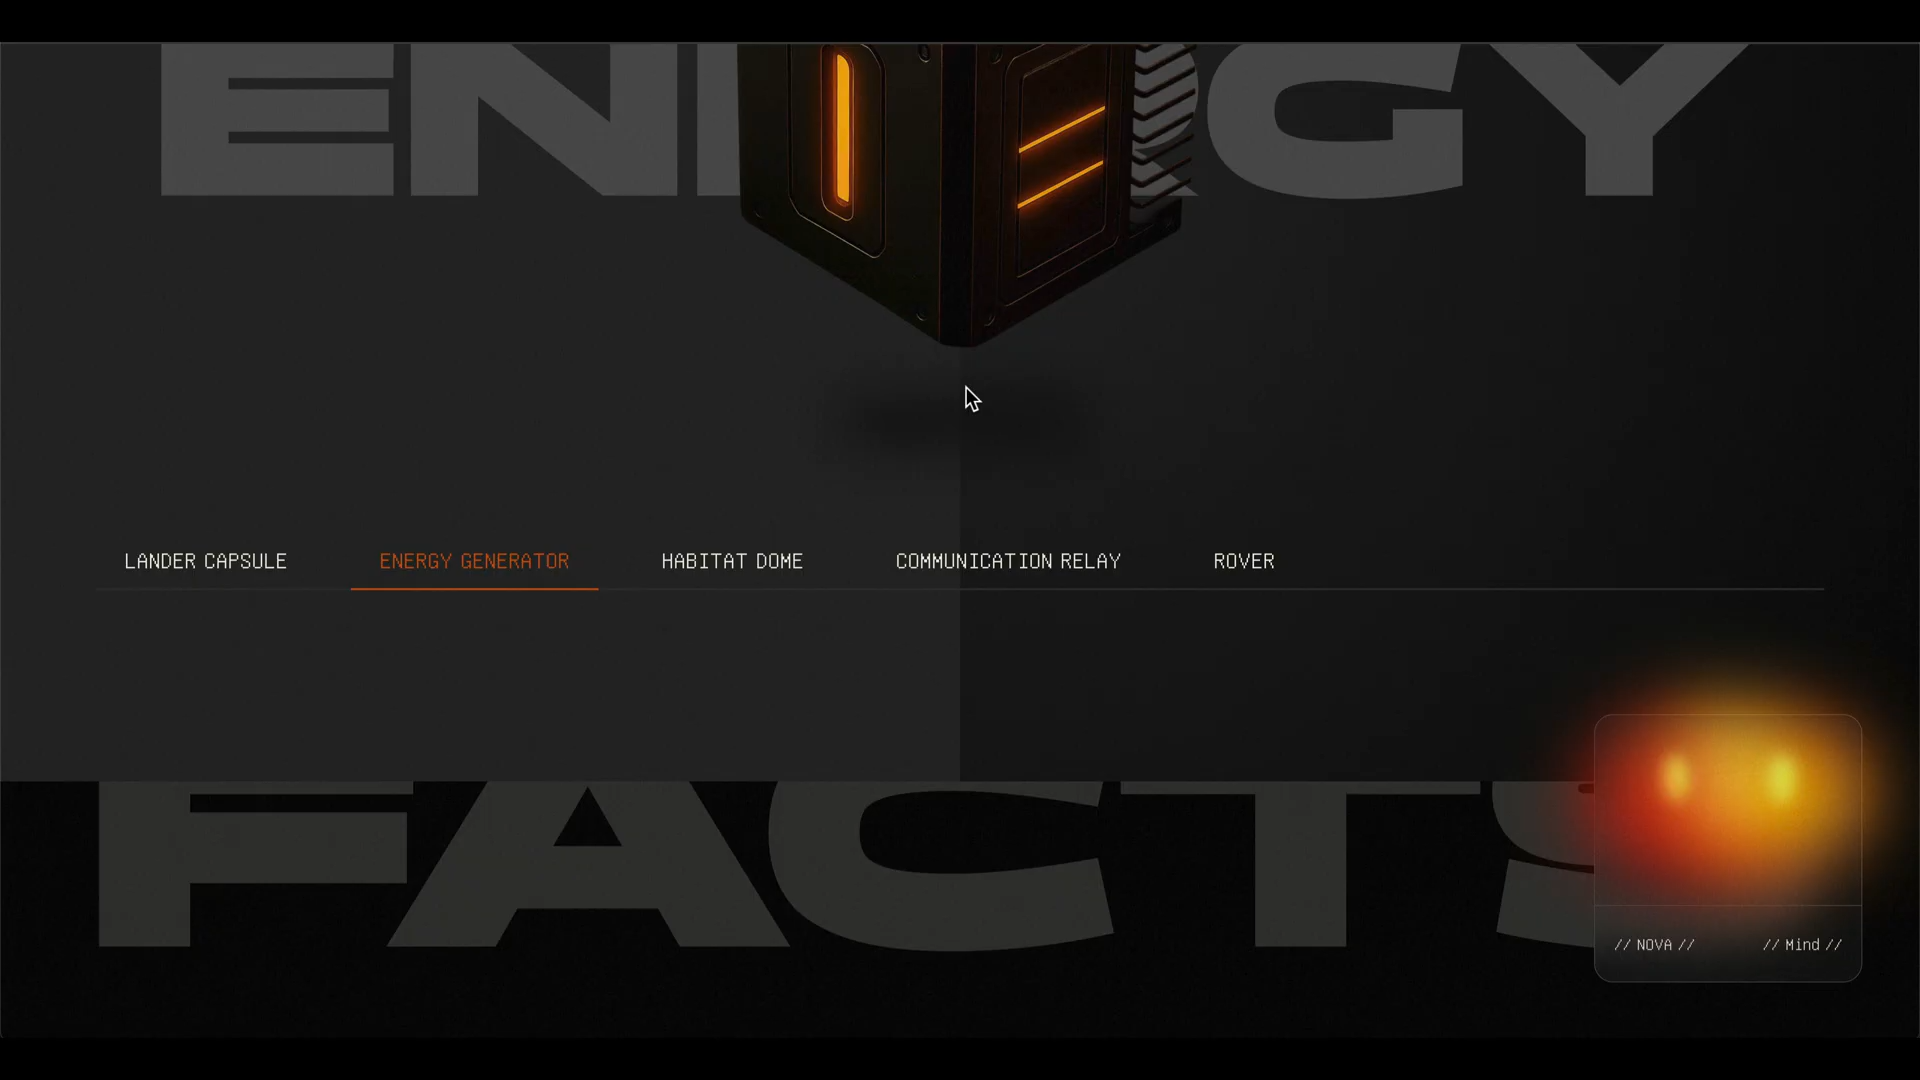 ENERGY
LANDER CAPSULE
ENERGY GENERATOR
HABITAT DOME
COMMUNICATION RELAY
ROVER
FACTS
// NOVA //
// Mind //